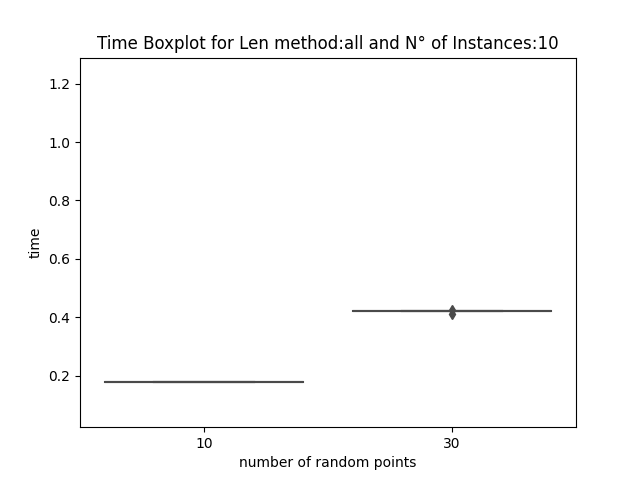 Time Boxplot for Len method:all and N° of Instances:10
1.2
1.0
0.8
time
0.6
0.4
0.2
10 30
number of random points